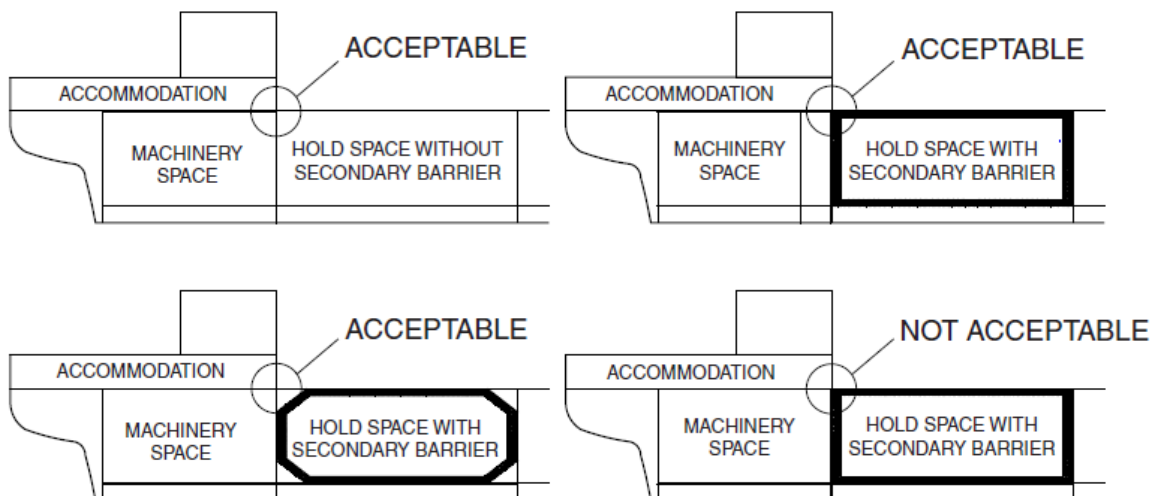 ACCEPTABLE
ACCOMMODATION
MACHINERY
SPACE
HOLD SPACE WITHOUT
SECONDARY BARRIER
ACCEPTABLE
ACCOMMODATION
MACHINERY
SPACE
HOLD SPACE WITH
SECONDARY BARRIER
ACCEPTABLE
ACCOMMODATION
MACHINERY
SPACE
HOLD SPACE WITH
SECONDARY BARRIER
NOT ACCEPTABLE
ACCOMMODATION
MACHINERY
SPACE
HOLD SPACE WITH
SECONDARY BARRIER